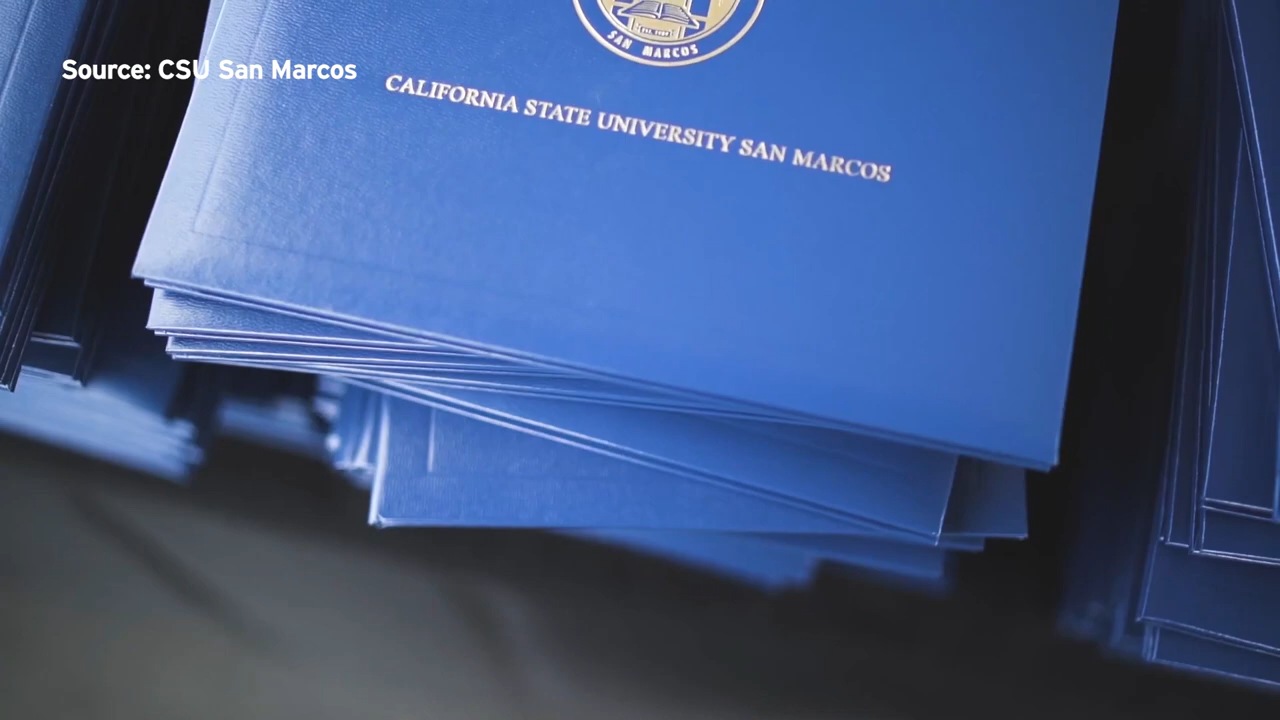 Source: CSU San Marcos
SAN MARCOS
CALIFORNIA STATE UNIVERSITY SAN MARCOS